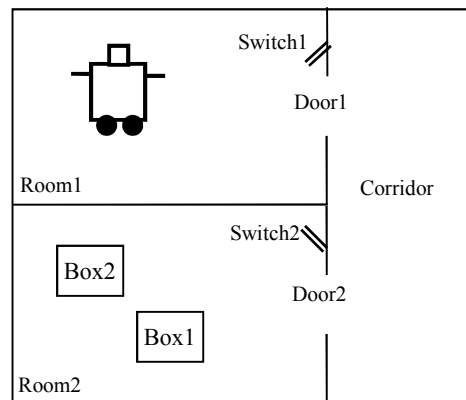 Switch1
Door1
Room1
Corridor
Switch2
Box2
Door2
Box1
Room2